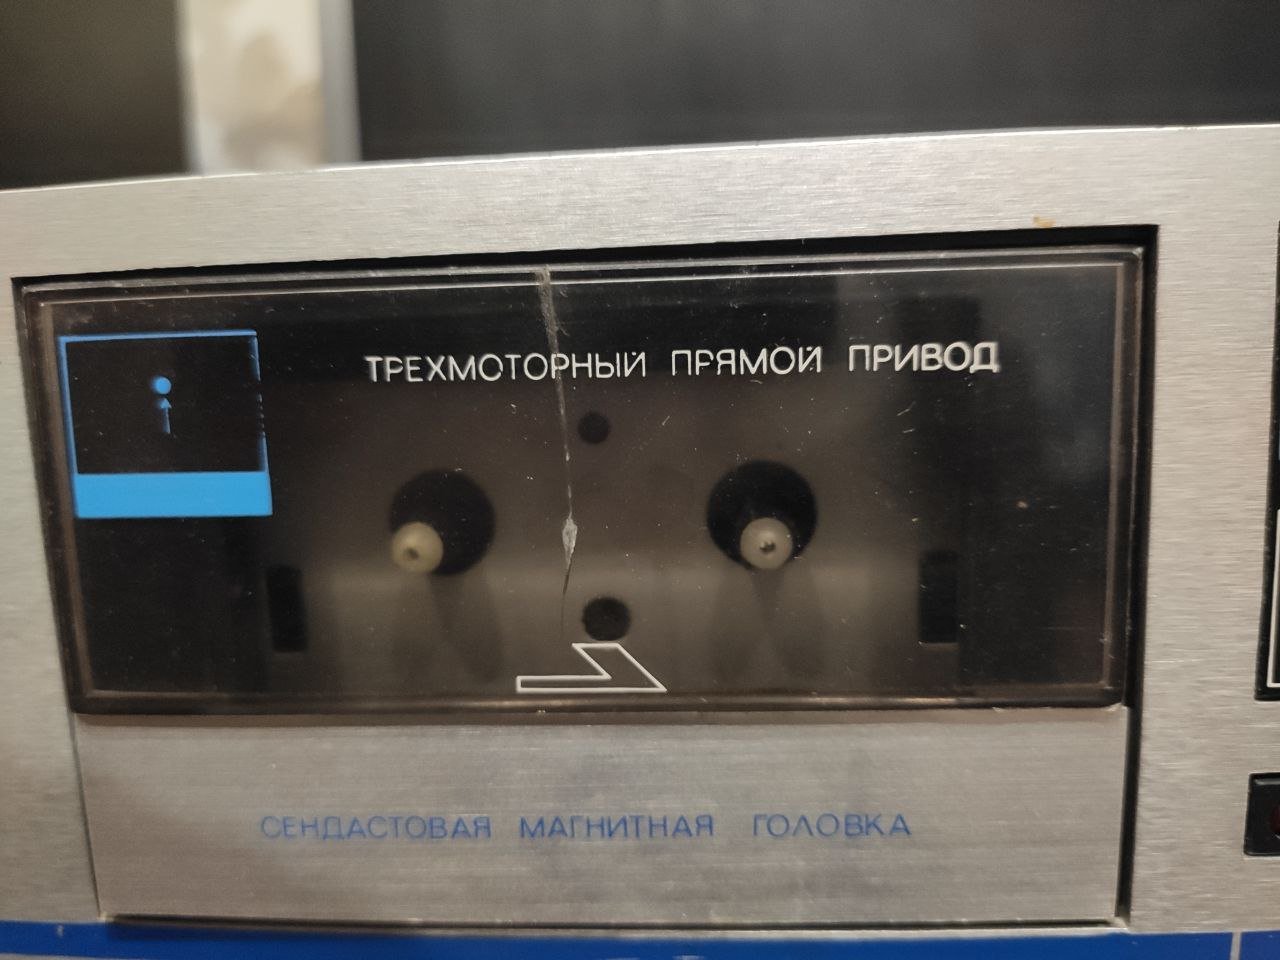 ТРЕХМОТОРНЫЙ ПРЯМОЙ ПРИВОД
СЕНДАСТОВАЯ МАГНИТНАЯ ГОЛОВКА